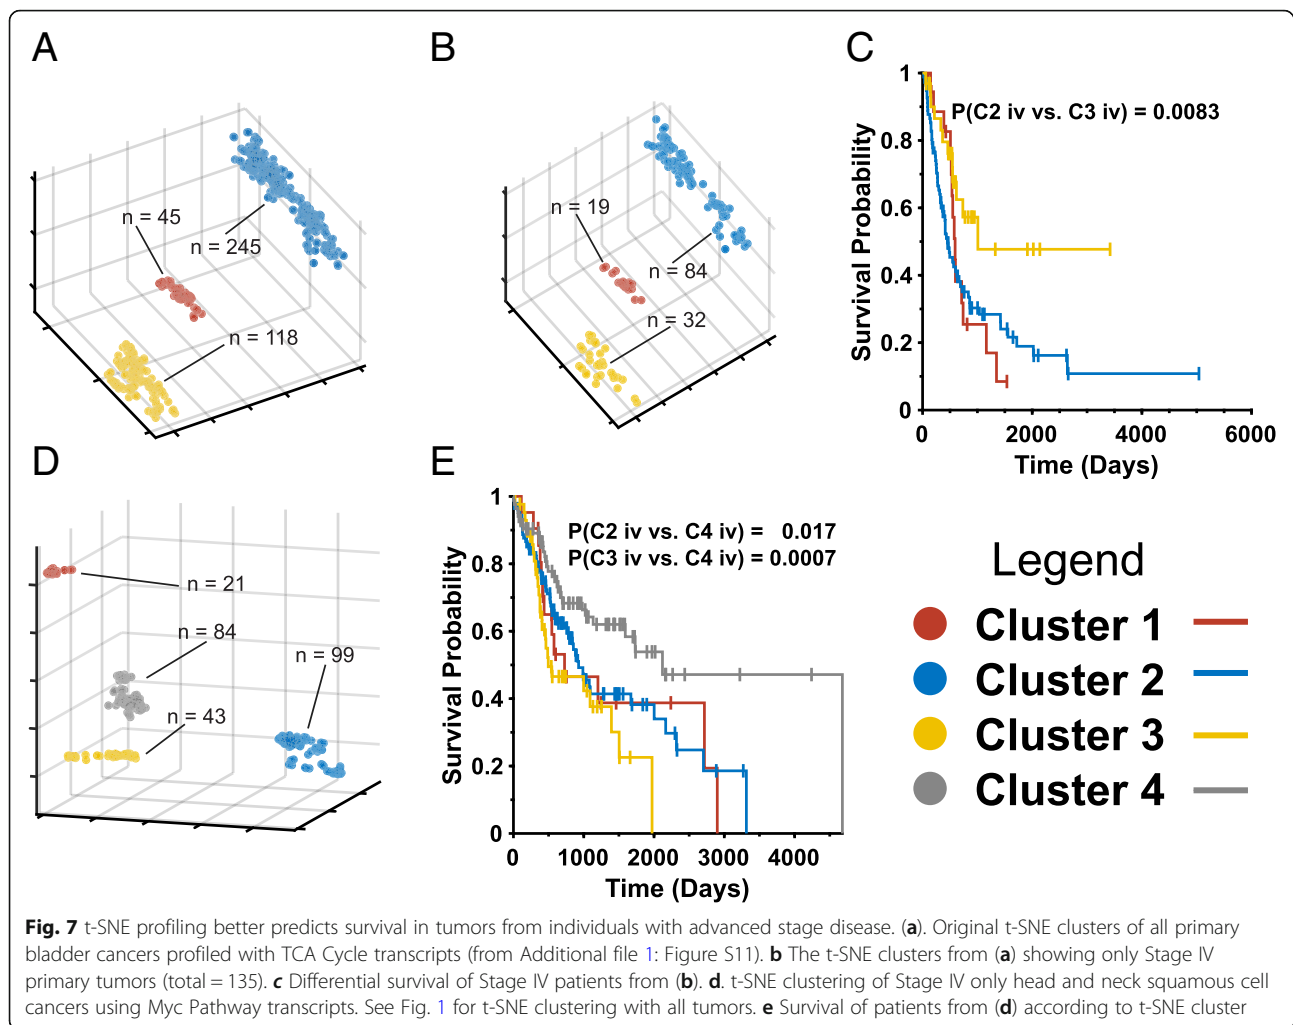 A
n = 45
n = 245
n = 118
B
n = 19
n = 84
n = 32
C
1
0.8
0.6
0.4
0.2
0
P(C2 iv vs. C3 iv) = 0.0083
Survival Probability
0 2000 4000 6000
Time (Days)
D
n = 21
n = 84
n = 99
n = 43
E
1
0.8
0.6
0.4
0.2
0
P(C2 iv vs. C4 iv) = 0.017
P(C3 iv vs. C4 iv) = 0.0007
Survival Probability
0 1000 2000 3000 4000
Time (Days)
Legend
Cluster 1
Cluster 2
Cluster 3
Cluster 4
Fig. 7 t-SNE profiling better predicts survival in tumors from individuals with advanced stage disease. (a). Original t-SNE clusters of all primary
bladder cancers profiled with TCA Cycle transcripts (from Additional file 1: Figure S11). b The t-SNE clusters from (a) showing only Stage IV
primary tumors (total = 135). c Differential survival of Stage IV patients from (b). d. t-SNE clustering of Stage IV only head and neck squamous cell
cancers using Myc Pathway transcripts. See Fig. 1 for t-SNE clustering with all tumors. e Survival of patients from (d) according to t-SNE cluster